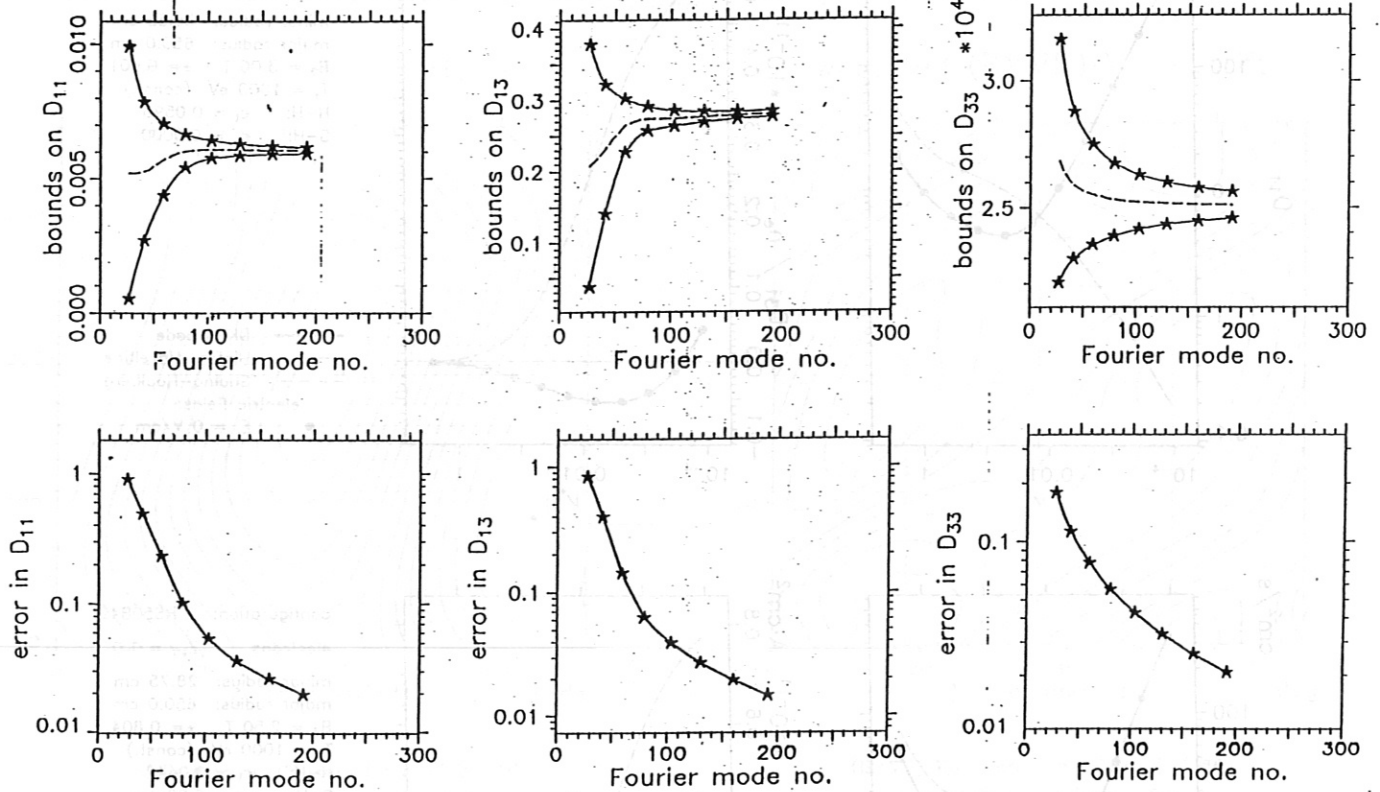 bounds on D11
0.010
0.005
0.000
0 100 200 300
Fourier mode no.
bounds on D13
0.4
0.3
0.2
0.1
0 100 200 300
Fourier mode no.
bounds on D33 *10^4
3.0
2.5
0 100 200 300
Fourier mode no.
error in D11
1
0.1
0.01
0 100 200 300
Fourier mode no.
error in D13
1
0.1
0.01
0 100 200 300
Fourier mode no.
error in D33
0.1
0.01
0 100 200 300
Fourier mode no.